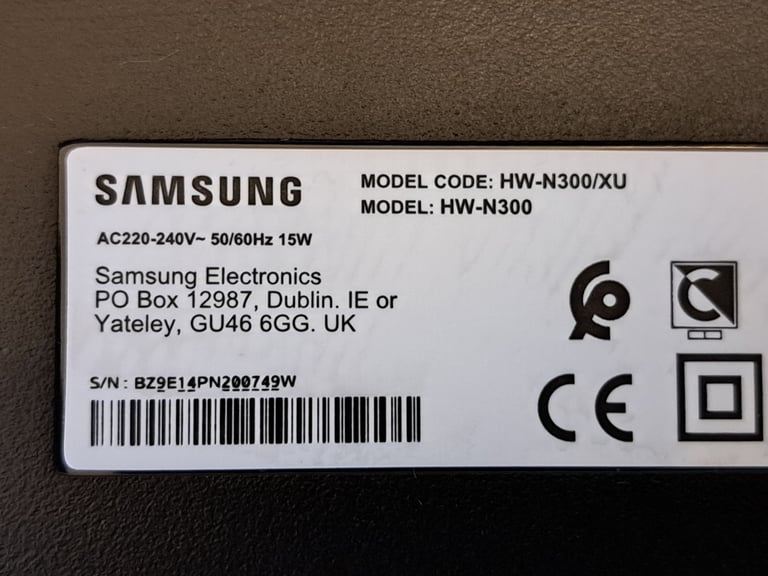 SAMSUNG
MODEL CODE: HW-N300/XU
MODEL: HW-N300
AC220-240V~ 50/60Hz 15W
Samsung Electronics
PO Box 12987, Dublin. IE or
Yateley, GU46 6GG. UK
S/N : BZ9E14PN200749W
CE